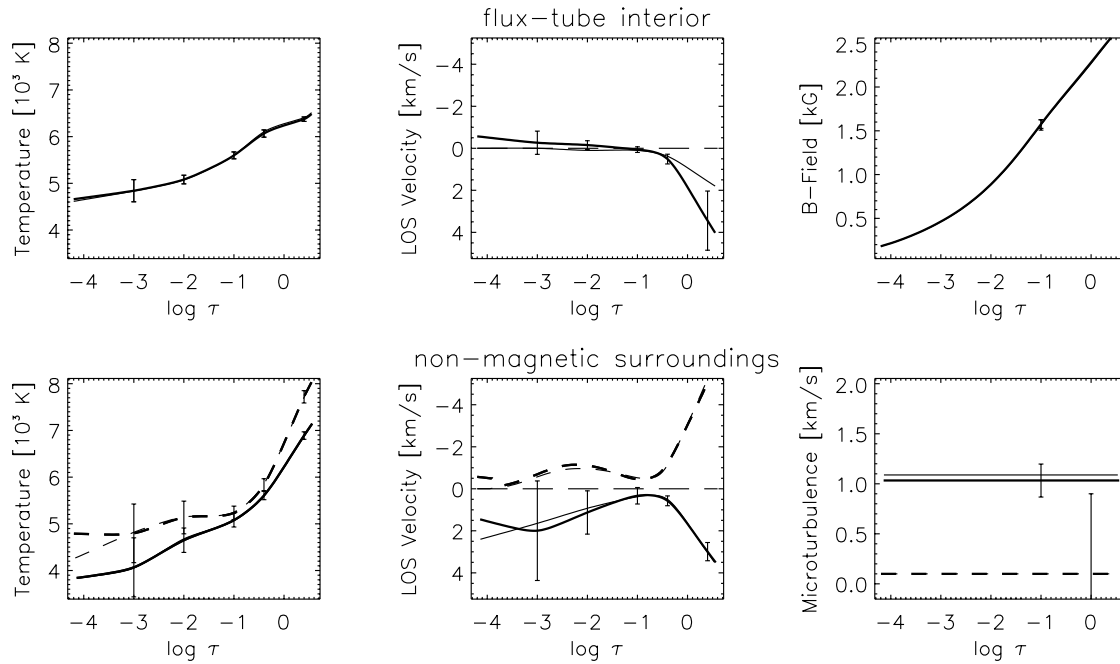 flux-tube interior
Temperature [10³ K]
8
7
6
5
4
-4 -3 -2 -1 0
log τ
LOS Velocity [km/s]
-4
-2
0
2
4
-4 -3 -2 -1 0
log τ
B-Field [kG]
2.5
2.0
1.5
1.0
0.5
-4 -3 -2 -1 0
log τ
non-magnetic surroundings
Temperature [10³ K]
8
7
6
5
4
-4 -3 -2 -1 0
log τ
LOS Velocity [km/s]
-4
-2
0
2
4
-4 -3 -2 -1 0
log τ
Microturbulence [km/s]
2.0
1.5
1.0
0.5
0.0
-4 -3 -2 -1 0
log τ